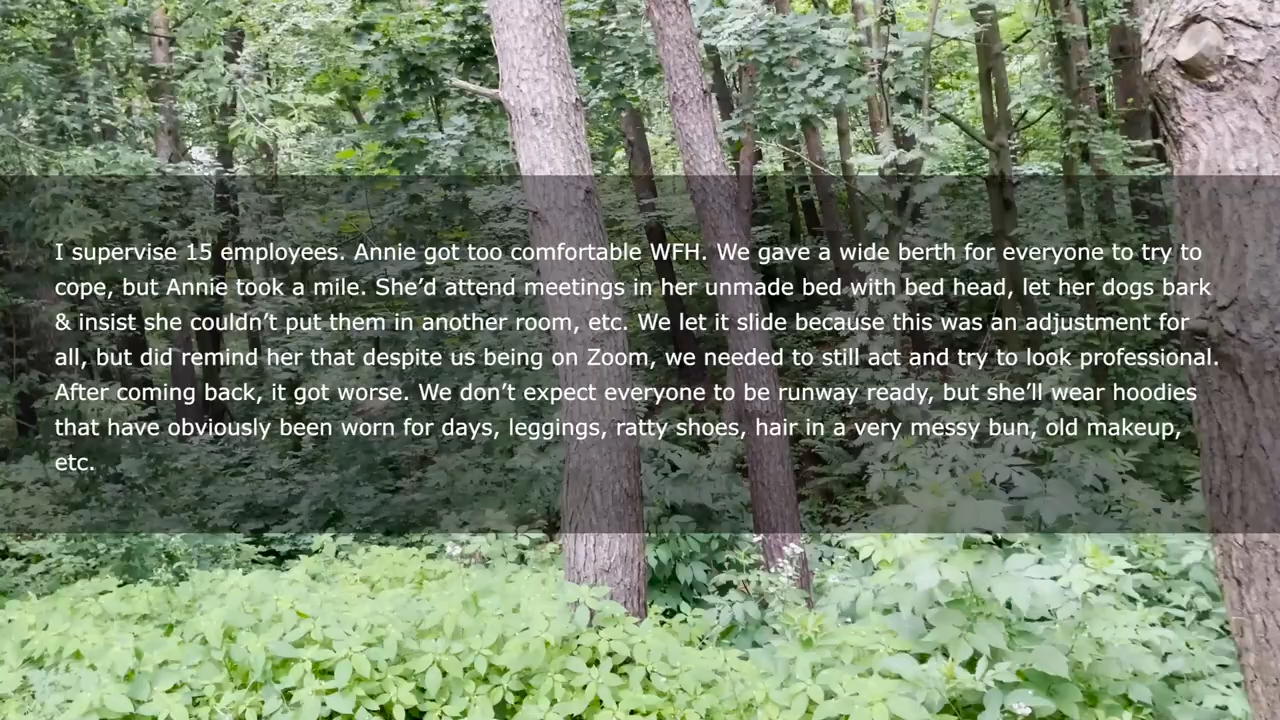 I supervise 15 employees. Annie got too comfortable WFH. We gave a wide berth for everyone to try to
cope, but Annie took a mile. She’d attend meetings in her unmade bed with bed head, let her dogs bark
& insist she couldn’t put them in another room, etc. We let it slide because this was an adjustment for
all, but did remind her that despite us being on Zoom, we needed to still act and try to look professional.
After coming back, it got worse. We don’t expect everyone to be runway ready, but she’ll wear hoodies
that have obviously been worn for days, leggings, ratty shoes, hair in a very messy bun, old makeup,
etc.